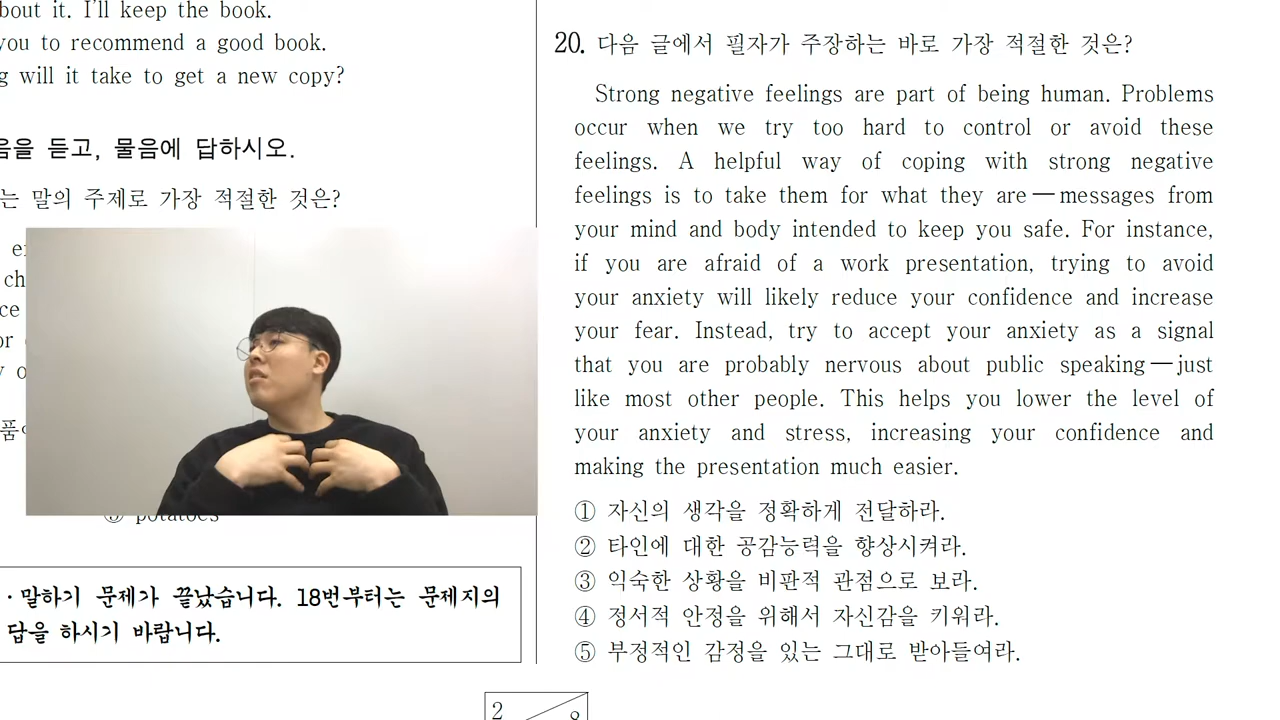 bout it. I'll keep the book.
you to recommend a good book.
g will it take to get a new copy?
음을 듣고, 물음에 답하시오.
는 말의 주제로 가장 적절한 것은?
ch
ce
potatoes
· 말하기 문제가 끝났습니다. 18번부터는 문제지의
답을 하시기 바랍니다.
2
20. 다음 글에서 필자가 주장하는 바로 가장 적절한 것은?
Strong negative feelings are part of being human. Problems
occur when we try too hard to control or avoid these
feelings. A helpful way of coping with strong negative
feelings is to take them for what they are — messages from
your mind and body intended to keep you safe. For instance,
if you are afraid of a work presentation, trying to avoid
your anxiety will likely reduce your confidence and increase
your fear. Instead, try to accept your anxiety as a signal
that you are probably nervous about public speaking — just
like most other people. This helps you lower the level of
your anxiety and stress, increasing your confidence and
making the presentation much easier.
① 자신의 생각을 정확하게 전달하라.
② 타인에 대한 공감능력을 향상시켜라.
③ 익숙한 상황을 비판적 관점으로 보라.
④ 정서적 안정을 위해서 자신감을 키워라.
⑤ 부정적인 감정을 있는 그대로 받아들여라.